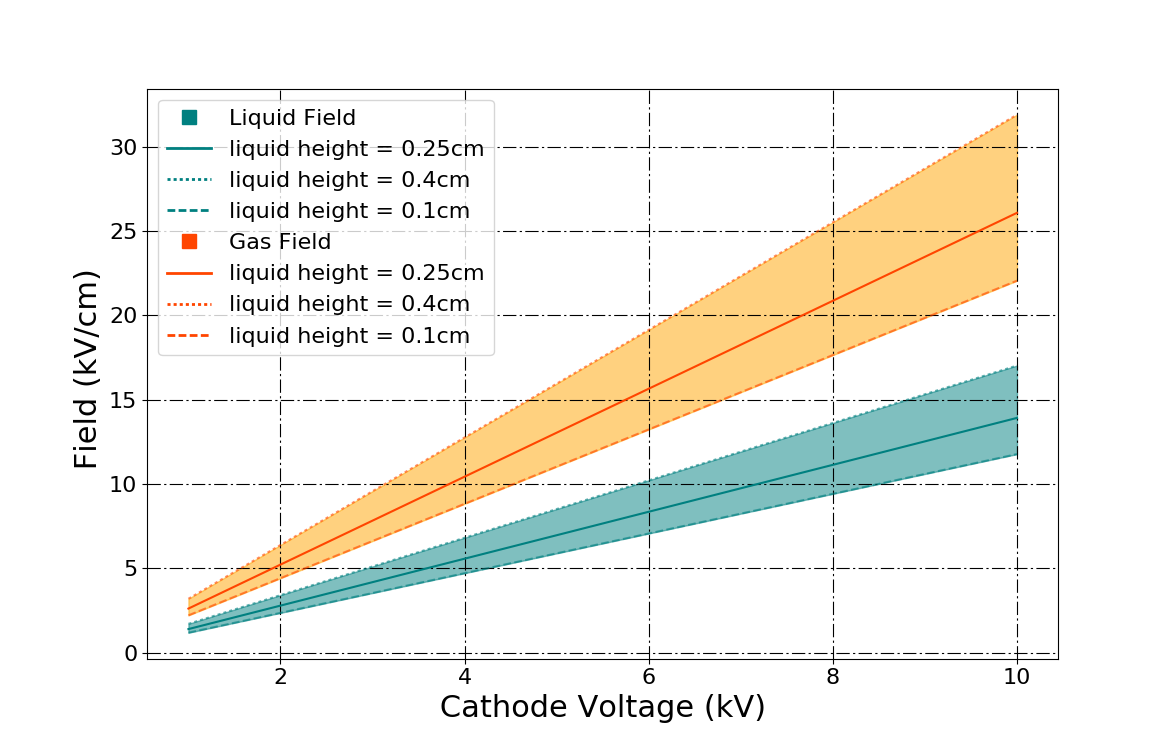 Liquid Field
liquid height = 0.25cm
liquid height = 0.4cm
liquid height = 0.1cm
Gas Field
liquid height = 0.25cm
liquid height = 0.4cm
liquid height = 0.1cm
Field (kV/cm)
30
25
20
15
10
5
0
2 4 6 8 10
Cathode Voltage (kV)